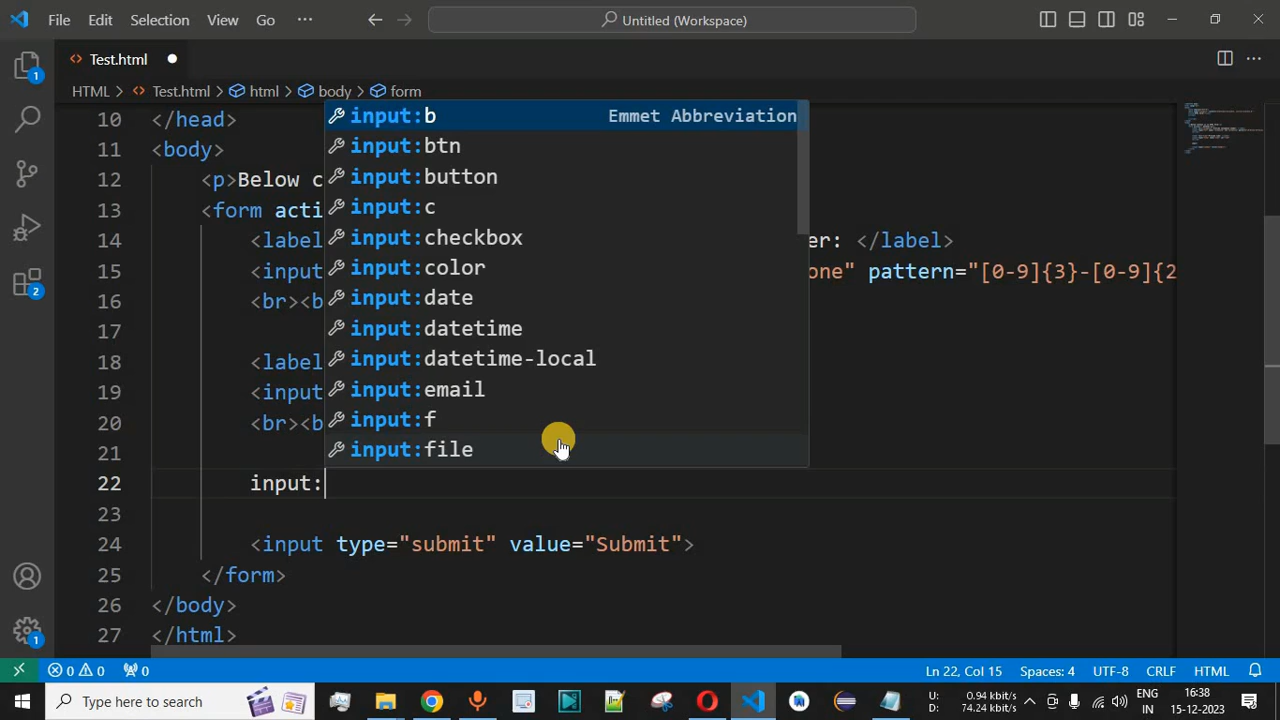 File Edit Selection View Go ··· Untitled (Workspace)
Test.html
HTML > Test.html > html > body > form ···
10 </head>
11 <body>
12 <p>Below c
13 <form acti
14 <label er: </label>
15 <input one" pattern="[0-9]{3}-[0-9]{2
16 <br><b
17
18 <label
19 <input
20 <br><b
21
22 input:
23
24 <input type="submit" value="Submit">
25 </form>
26 </body>
27 </html>
input:b Emmet Abbreviation
input:btn
input:button
input:c
input:checkbox
input:color
input:date
input:datetime
input:datetime-local
input:email
input:f
input:file
1
2
1
0 0 0 Ln 22, Col 15 Spaces: 4 UTF-8 CRLF HTML
Type here to search U: 0.94 kbit/s ENG 16:38
D: 74.24 kbit/s IN 15-12-2023